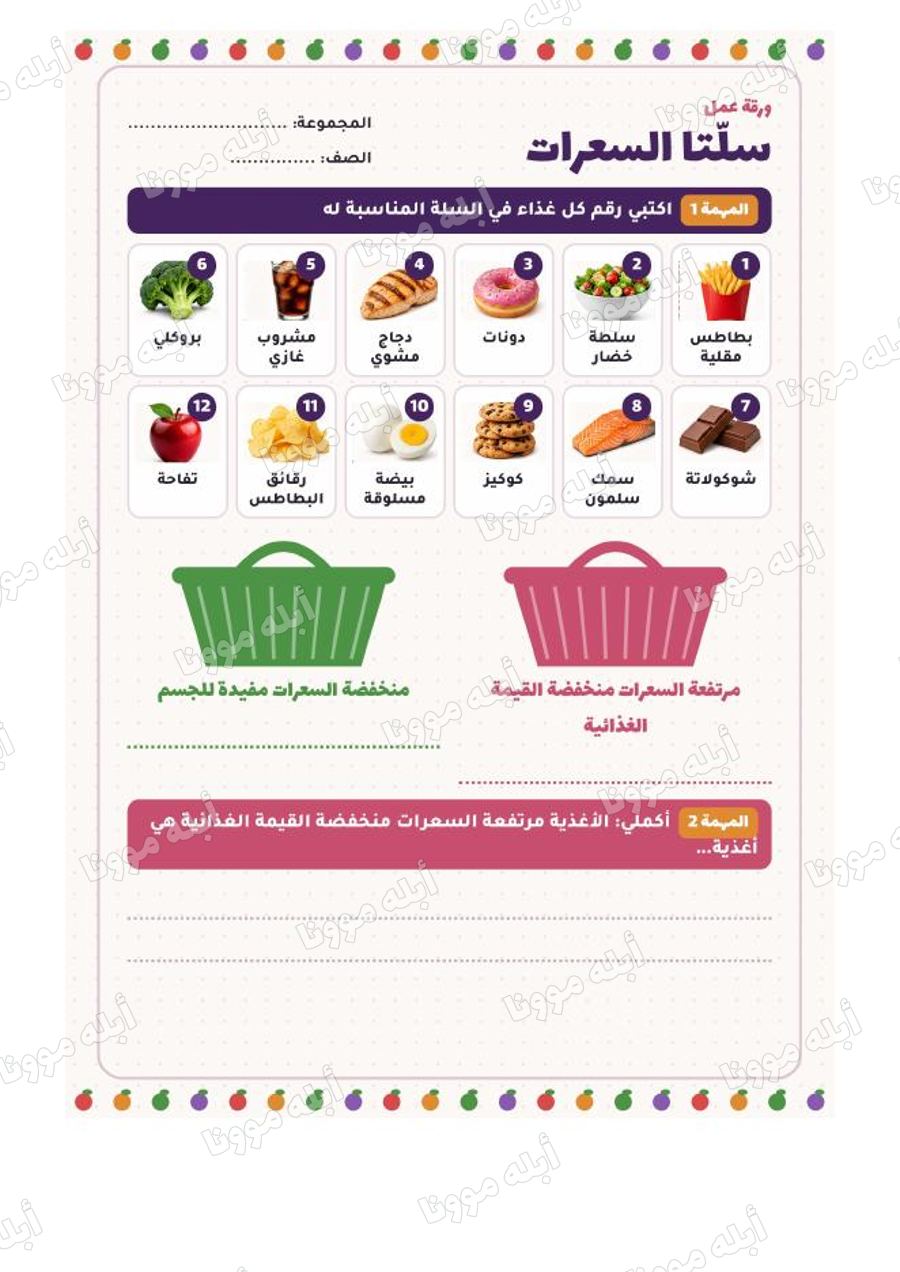 ورقة عمل
سلّتا السعرات
المجموعة: ............................
الصف: ...............
المهمة 1 اكتبي رقم كل غذاء في السلة المناسبة له
1 2 3 4 5 6
بطاطس مقلية
سلطة خضار
دونات
دجاج مشوي
مشروب غازي
بروكلي
7 8 9 10 11 12
شوكولاتة
سمك سلمون
كوكيز
بيضة مسلوقة
رقائق البطاطس
تفاحة
مرتفعة السعرات منخفضة القيمة
الغذائية
منخفضة السعرات مفيدة للجسم
المهمة 2 أكملي: الأغذية مرتفعة السعرات منخفضة القيمة الغذائية هي
أغذية...
أبله موونا